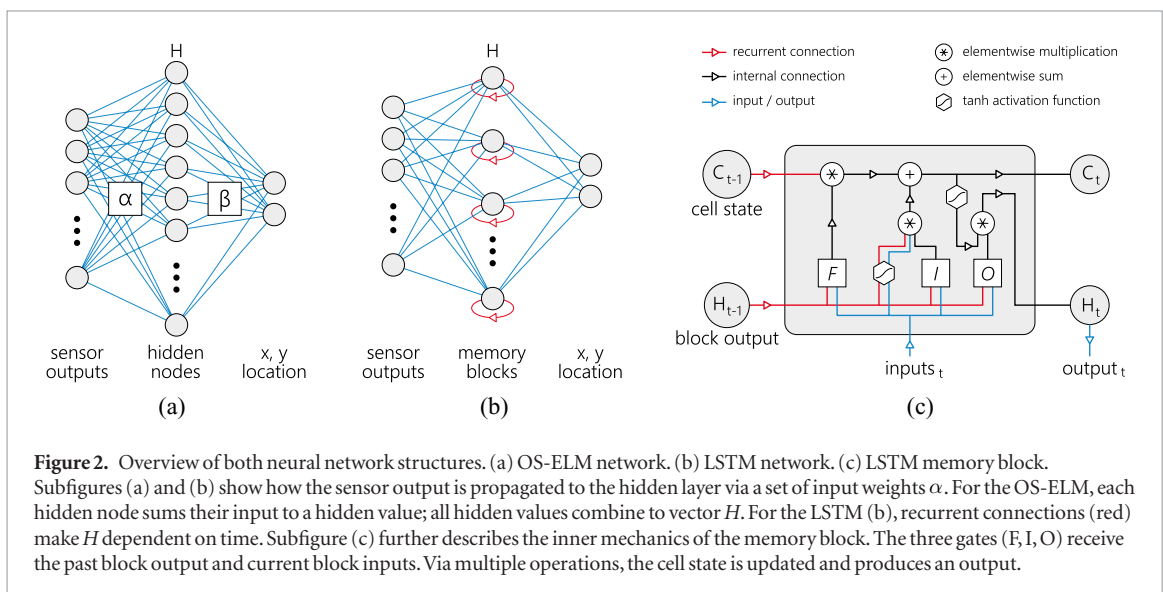 H
α
β
sensor outputs
hidden nodes
x, y location
(a)
H
sensor outputs
memory blocks
x, y location
(b)
recurrent connection
internal connection
input / output
elementwise multiplication
elementwise sum
tanh activation function
C t-1
cell state
C t
F
I
O
H t-1
block output
H t
inputs t
output t
(c)
Figure 2. Overview of both neural network structures. (a) OS-ELM network. (b) LSTM network. (c) LSTM memory block.
Subfigures (a) and (b) show how the sensor output is propagated to the hidden layer via a set of input weights α. For the OS-ELM, each
hidden node sums their input to a hidden value; all hidden values combine to vector H. For the LSTM (b), recurrent connections (red)
make H dependent on time. Subfigure (c) further describes the inner mechanics of the memory block. The three gates (F, I, O) receive
the past block output and current block inputs. Via multiple operations, the cell state is updated and produces an output.